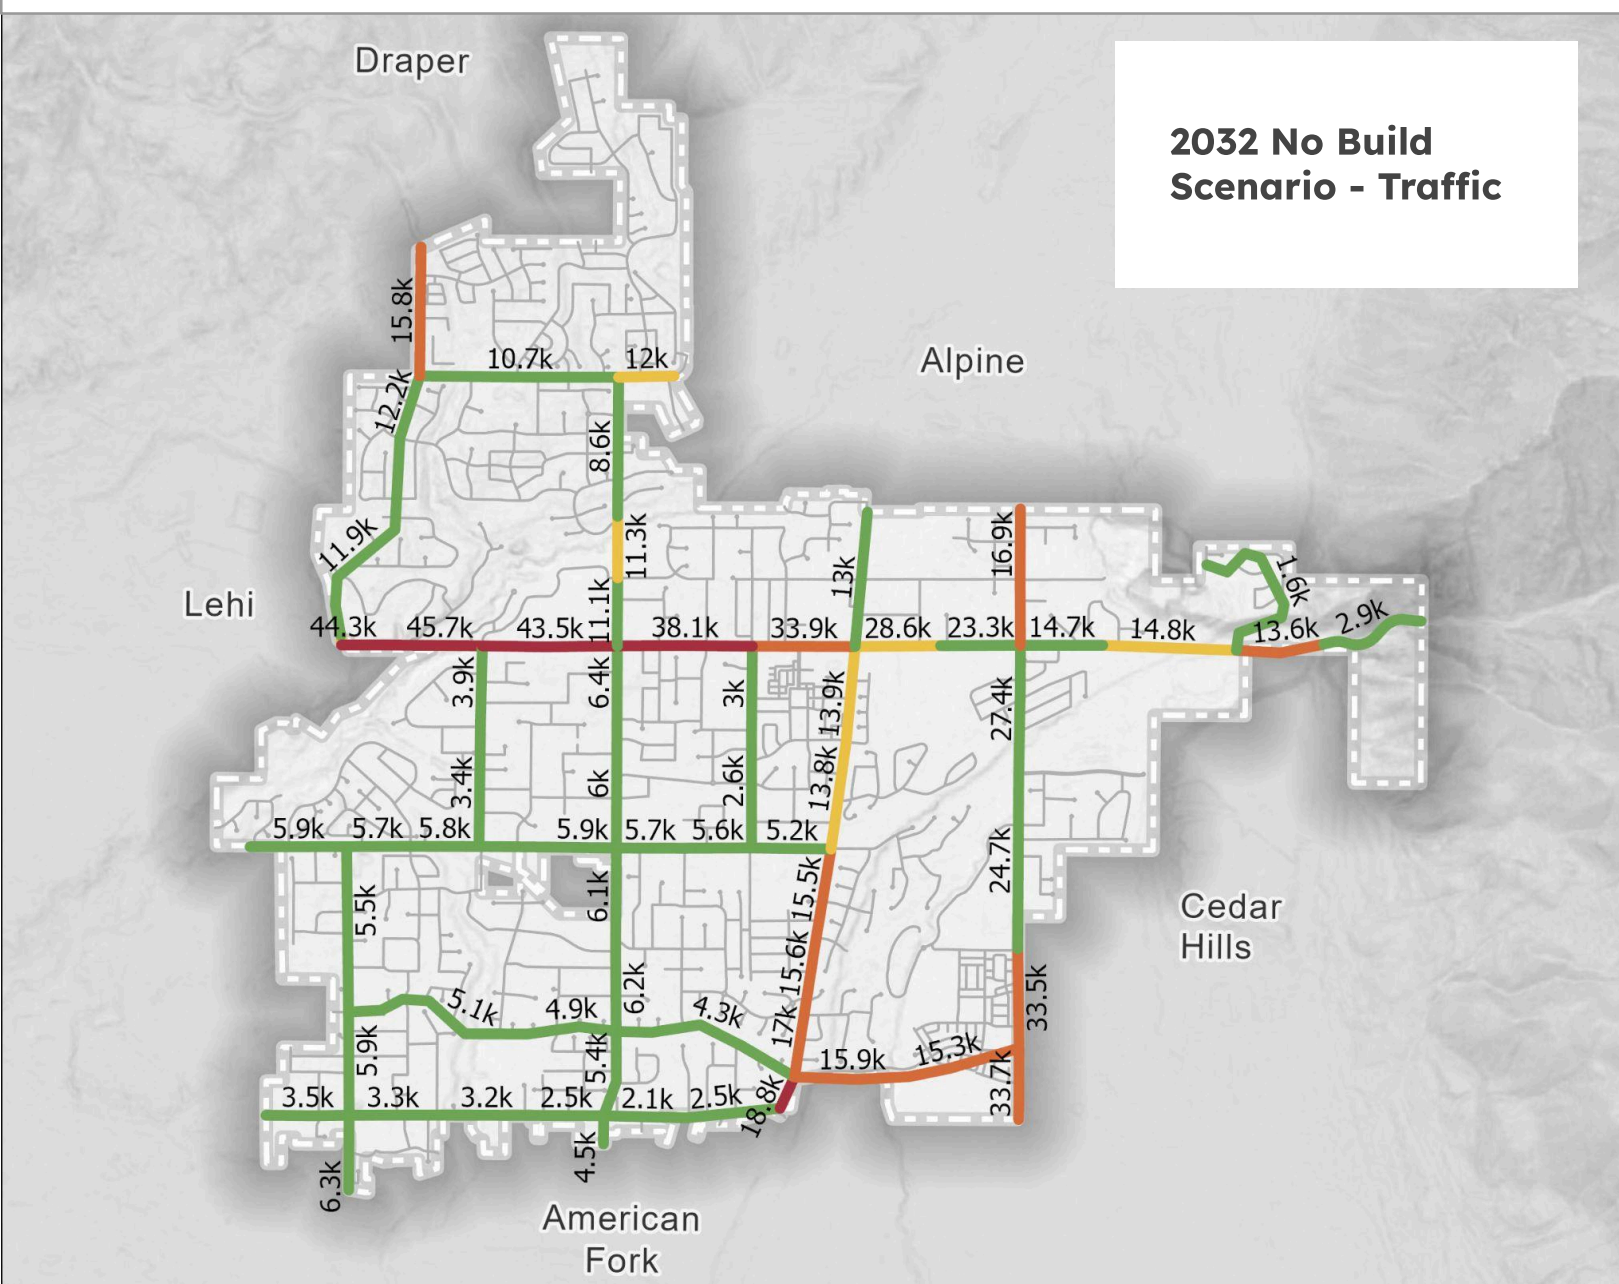 Draper
2032 No Build
Scenario - Traffic
15.8k
10.7k
12k
Alpine
12.2k
8.6k
11.3k
16.9k
11.9k
13k
1.6k
Lehi
11.1k
2.9k
44.3k
45.7k
43.5k
38.1k
33.9k
28.6k
23.3k
14.7k
14.8k
13.6k
3.9k
6.4k
3k
13.9k
27.4k
3.4k
6k
2.6k
13.8k
5.9k
5.7k
5.8k
5.9k
5.7k
5.6k
5.2k
24.7k
5.5k
6.1k
15.5k
Cedar
Hills
15.6k
6.2k
33.5k
5.1k
4.9k
4.3k
17k
5.9k
5.4k
15.9k
15.3k
33.7k
3.5k
3.3k
3.2k
2.5k
2.1k
2.5k
18.8k
4.5k
6.3k
American
Fork